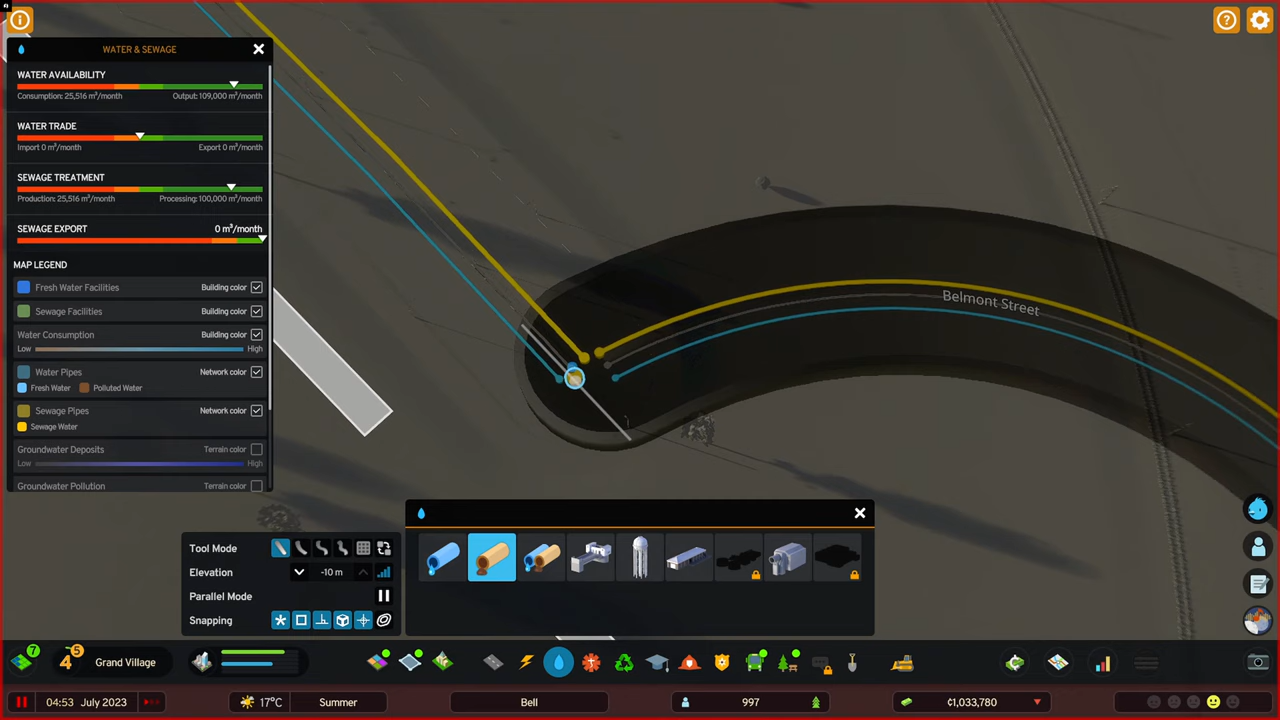 WATER & SEWAGE
WATER AVAILABILITY
Consumption: 25,516 m³/month Output: 109,000 m³/month
WATER TRADE
Import 0 m³/month Export 0 m³/month
SEWAGE TREATMENT
Production: 25,516 m³/month Processing: 100,000 m³/month
SEWAGE EXPORT 0 m³/month
MAP LEGEND
Fresh Water Facilities Building color
Sewage Facilities Building color
Water Consumption Building color
Low High
Water Pipes Network color
Fresh Water Polluted Water
Sewage Pipes Network color
Sewage Water
Groundwater Deposits Terrain color
Low High
Groundwater Pollution Terrain color
Belmont Street
Tool Mode
Elevation -10 m
Parallel Mode
Snapping
7
4 5 Grand Village
04:53 July 2023
17°C Summer
Bell
997
¢1,033,780